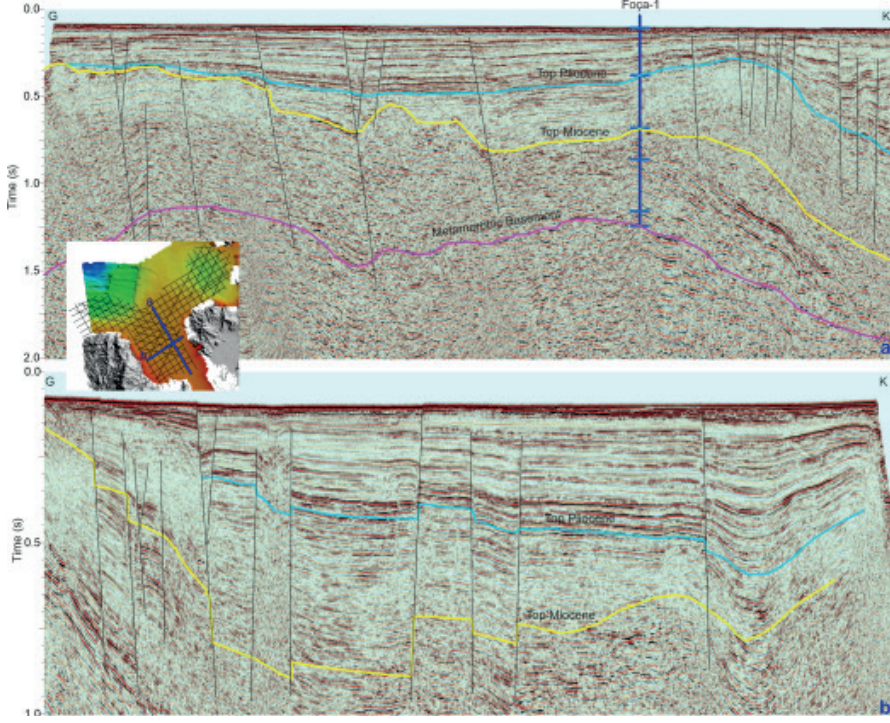 Foça-1
0.0
G
K
Top Pliocene
0.5
Top-Miocene
Time (s)
1.0
Metamorphic Basement
1.5
2.0
a
0.0
G
K
Time (s)
0.5
Top Pliocene
Top-Miocene
1.0
b